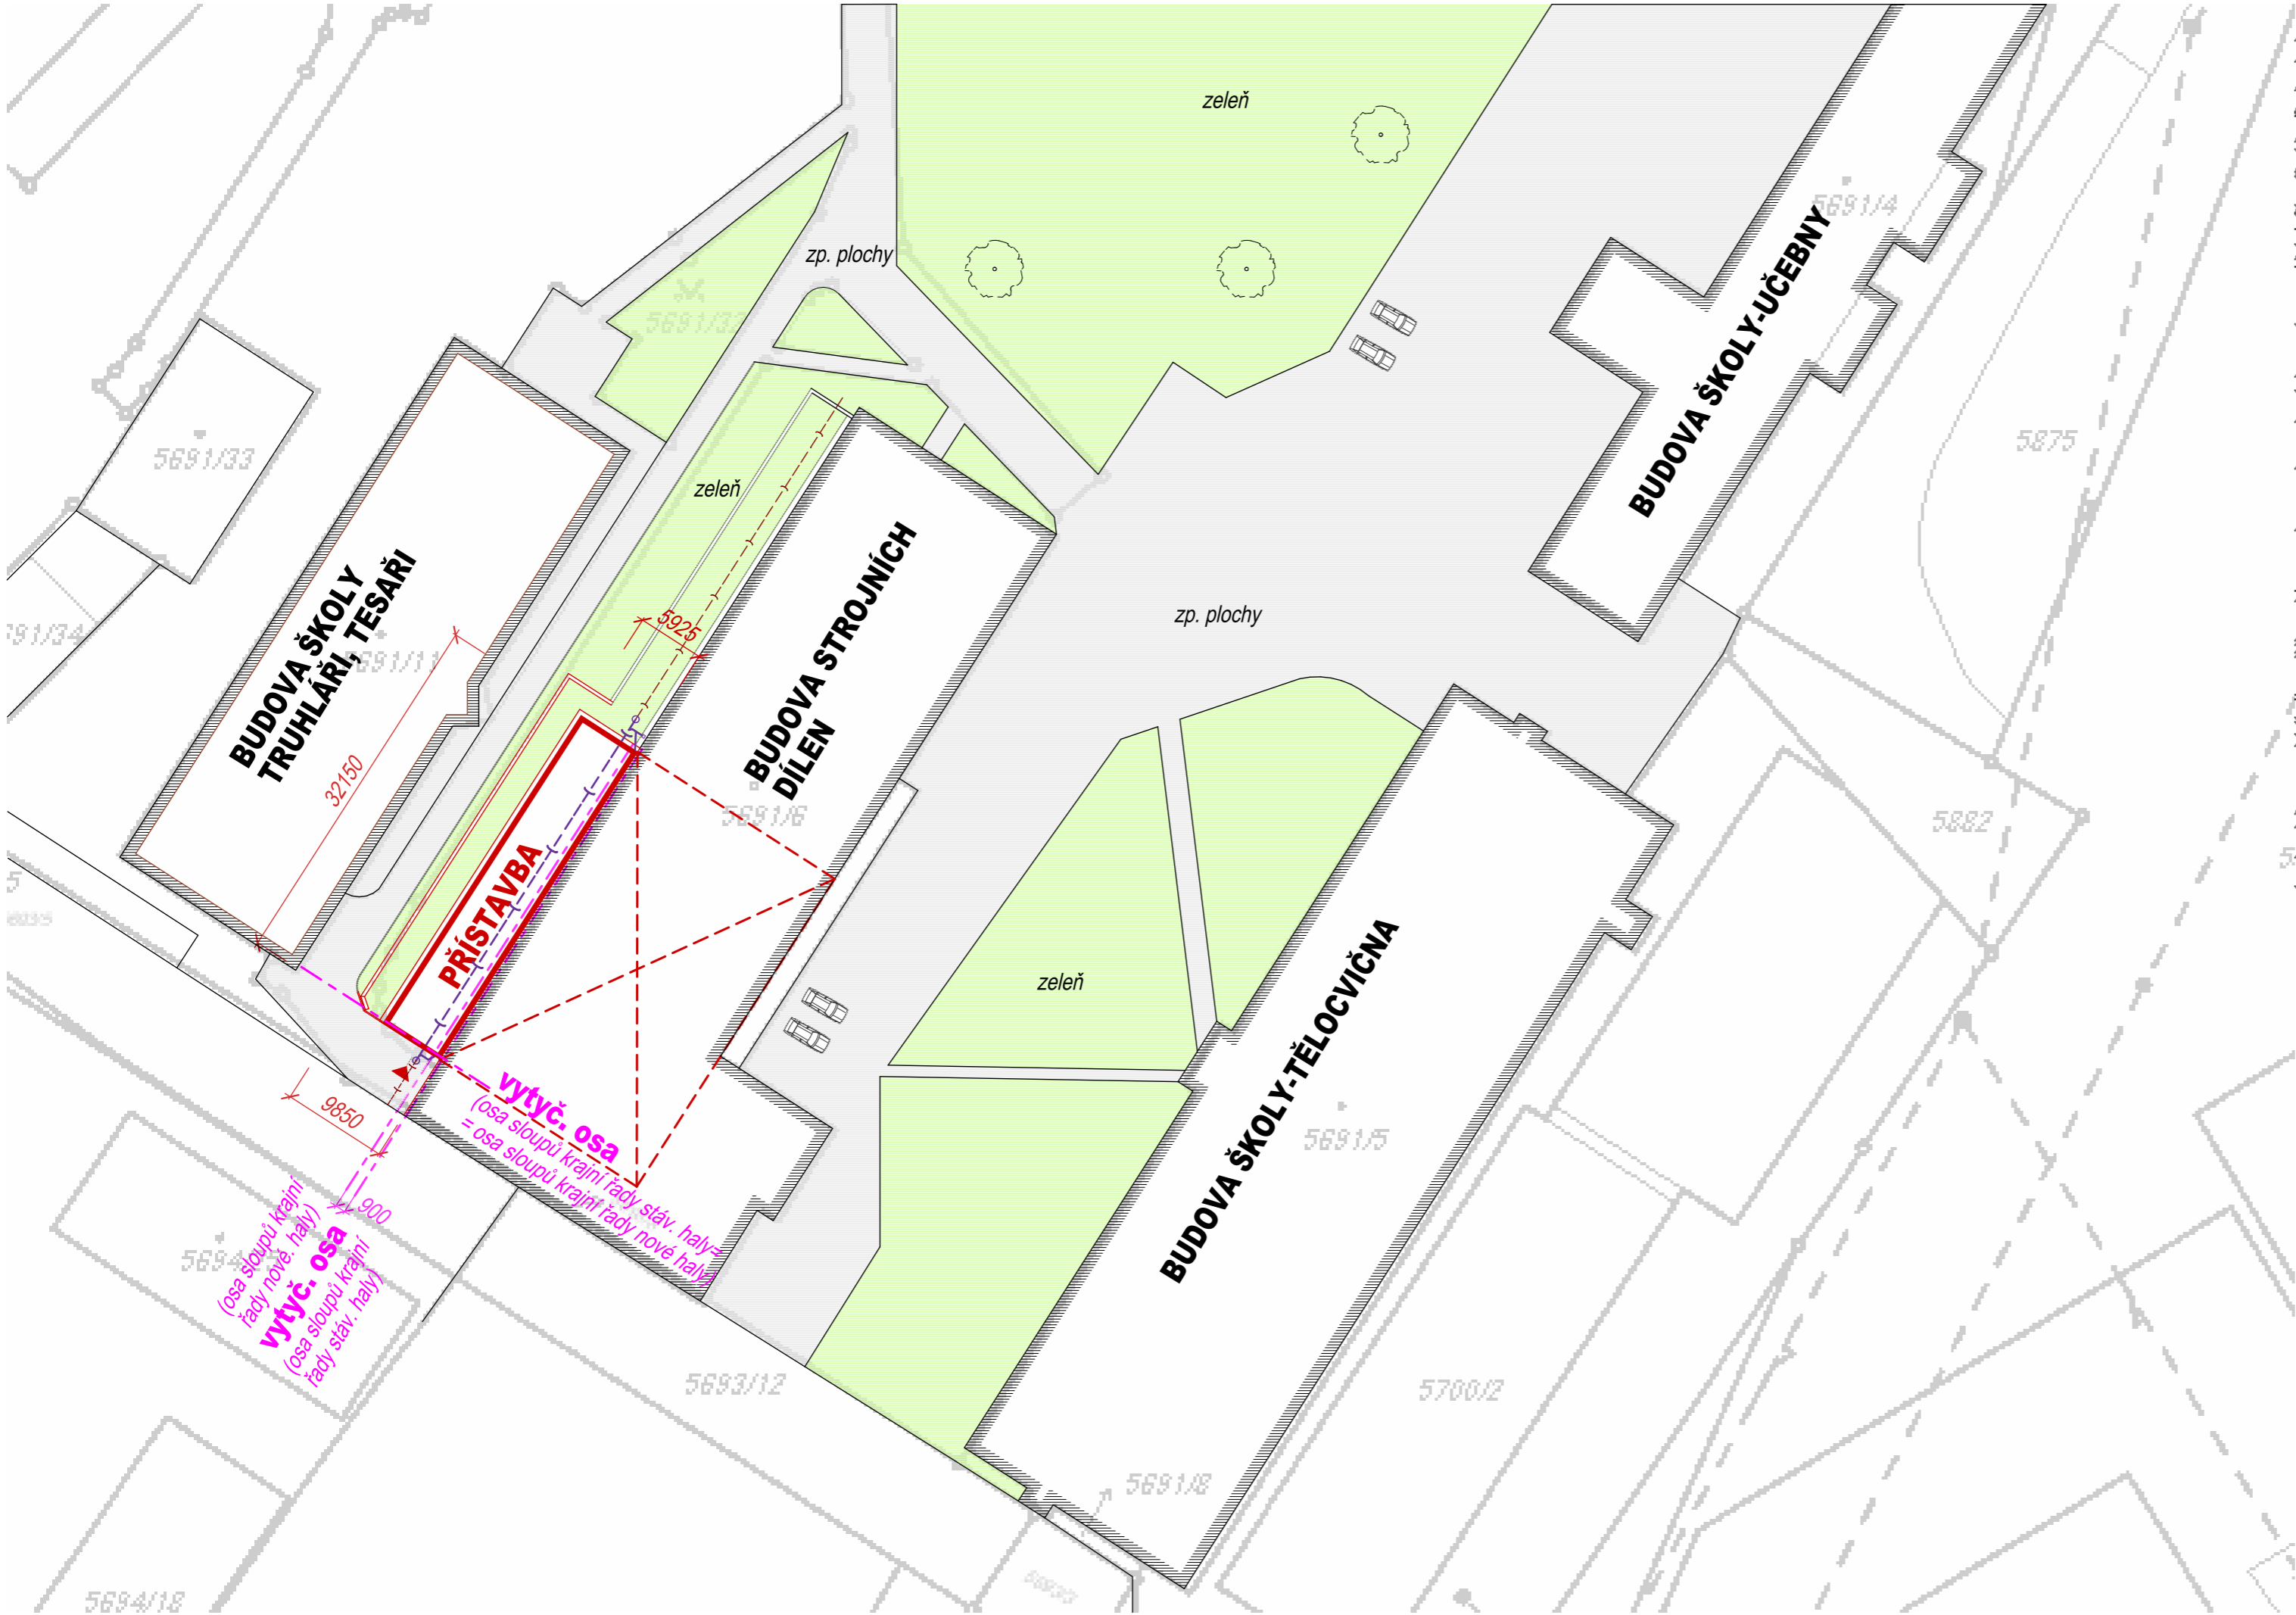 zeleň
5691/4
zp. plochy
5691/32
BUDOVA ŠKOLY-UČEBNY
5691/33
5875
zeleň
BUDOVA ŠKOLY
TRUHLÁŘI, TESAŘI
BUDOVA STROJNÍCH
DÍLEN
zp. plochy
5925
5691/11
32150
5691/6
5882
PŘÍSTAVBA
zeleň
BUDOVA ŠKOLY-TĚLOCVIČNA
vytyč. osa
(osa sloupů krajní řady stáv. haly=
= osa sloupů krajní řady nové haly)
9850
900
5691/5
(osa sloupů krajní
řady nové. haly)
vytyč. osa
(osa sloupů krajní
řady stáv. haly)
5693/12
5700/2
5691/8
5694/18